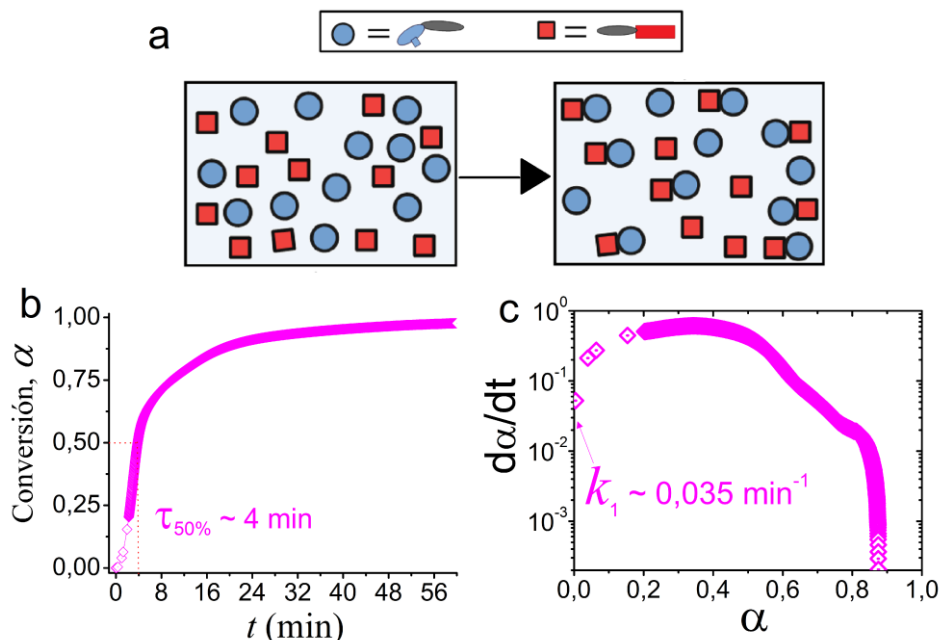 a
=
=
b
1,00
0,75
0,50
0,25
0,00
Conversión, α
τ50% ~ 4 min
0 8 16 24 32 40 48 56
t (min)
c
10⁰
10⁻¹
10⁻²
10⁻³
dα/dt
k₁ ~ 0,035 min⁻¹
0,0 0,2 0,4 0,6 0,8 1,0
α